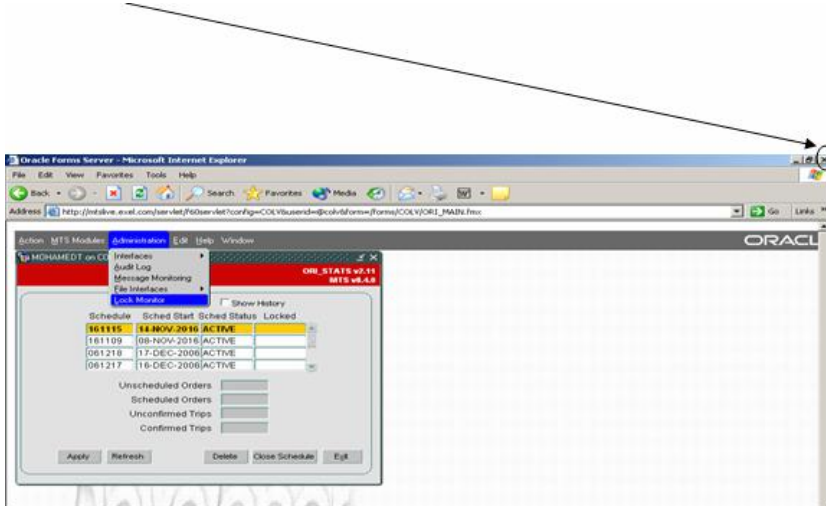 Oracle Forms Server - Microsoft Internet Explorer
File Edit View Favorites Tools Help
Back Search Favorites Media
Address http://mtslive.exel.com/servlet/f60servlet?config=COLV&userid=@colv&form=/forms/COLV/ORI_MAIN.fmx Go Links
Action MTS Modules Administration Edit Help Window ORACL
MOHAMEDT on CO
Interfaces
Audit Log
Message Monitoring
File Interfaces
Lock Monitor
ORI_STATS v2.11
MTS v8.4.0
Show History
Schedule Sched Start Sched Status Locked
161115 14-NOV-2016 ACTIVE
161109 08-NOV-2016 ACTIVE
061218 17-DEC-2006 ACTIVE
061217 16-DEC-2006 ACTIVE
Unscheduled Orders
Scheduled Orders
Unconfirmed Trips
Confirmed Trips
Apply Refresh Delete Close Schedule Exit